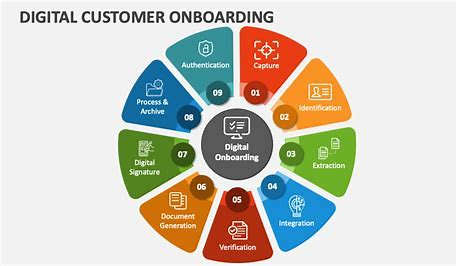 DIGITAL CUSTOMER ONBOARDING
Authentication
Capture
09
01
Process &
Archive
08
Identification
02
Digital
Onboarding
Digital
Signature
07
03
Extraction
06
04
Document
Generation
05
Integration
Verification